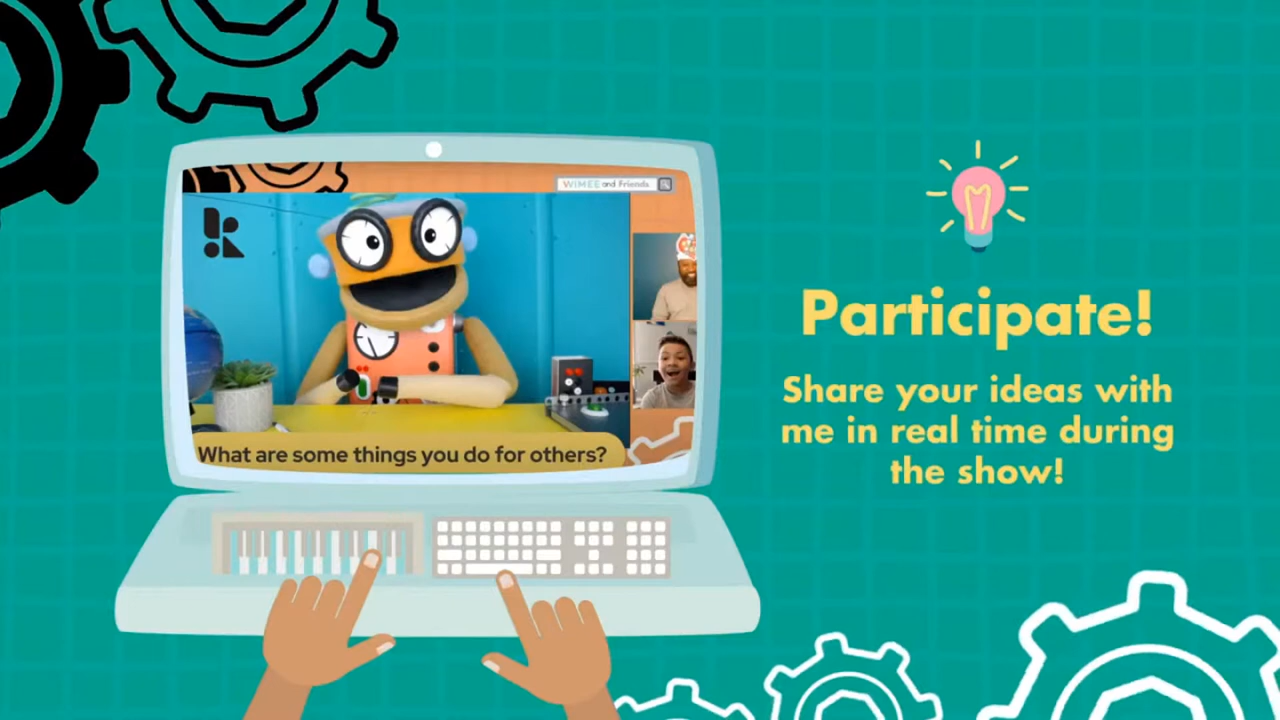 WIMEE and Friends
What are some things you do for others?
Participate!
Share your ideas with
me in real time during
the show!